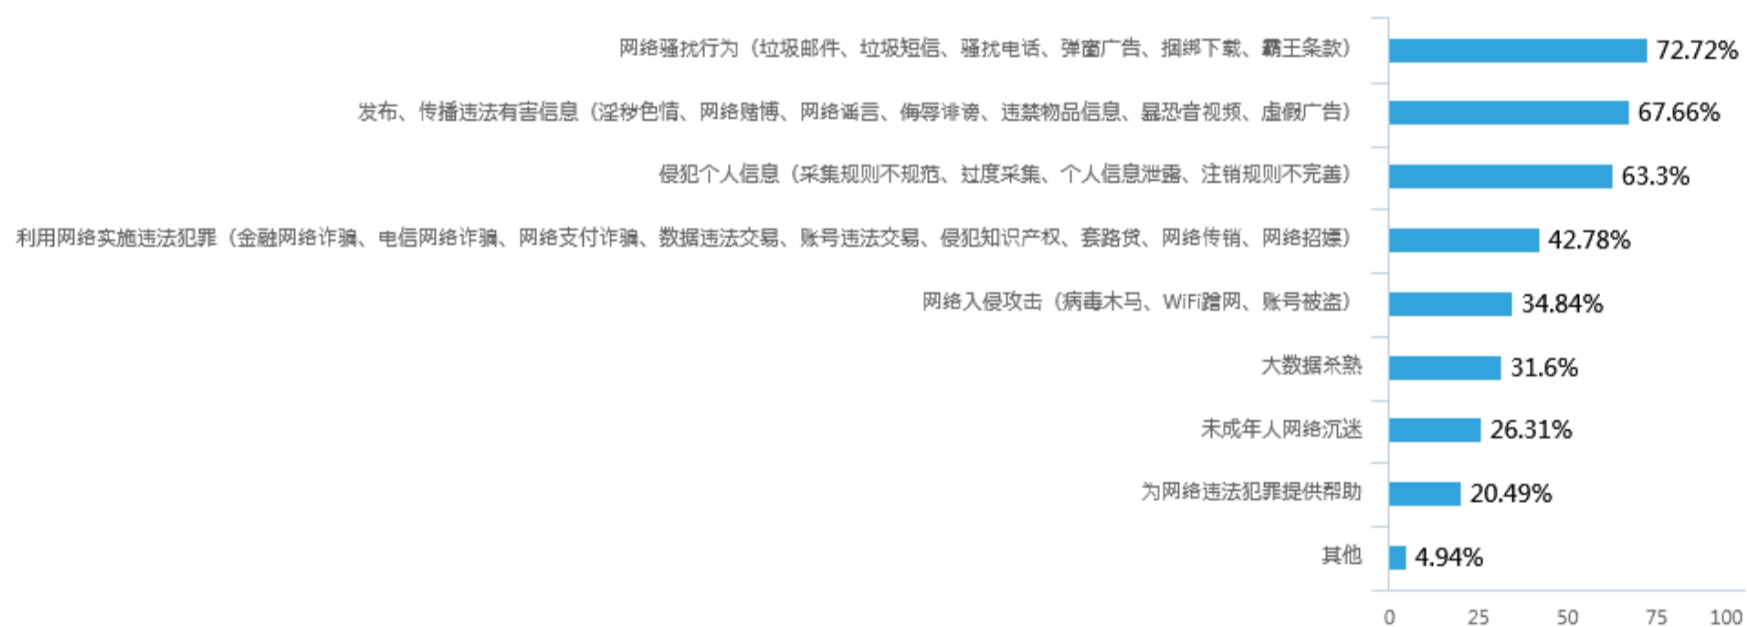 网络骚扰行为（垃圾邮件、垃圾短信、骚扰电话、弹窗广告、捆绑下载、霸王条款） 72.72%
发布、传播违法有害信息（淫秽色情、网络赌博、网络谣言、侮辱诽谤、违禁物品信息、暴恐音视频、虚假广告） 67.66%
侵犯个人信息（采集规则不规范、过度采集、个人信息泄露、注销规则不完善） 63.3%
利用网络实施违法犯罪（金融网络诈骗、电信网络诈骗、网络支付诈骗、数据违法交易、账号违法交易、侵犯知识产权、套路贷、网络传销、网络招嫖） 42.78%
网络入侵攻击（病毒木马、WiFi蹭网、账号被盗） 34.84%
大数据杀熟 31.6%
未成年人网络沉迷 26.31%
为网络违法犯罪提供帮助 20.49%
其他 4.94%
0 25 50 75 100